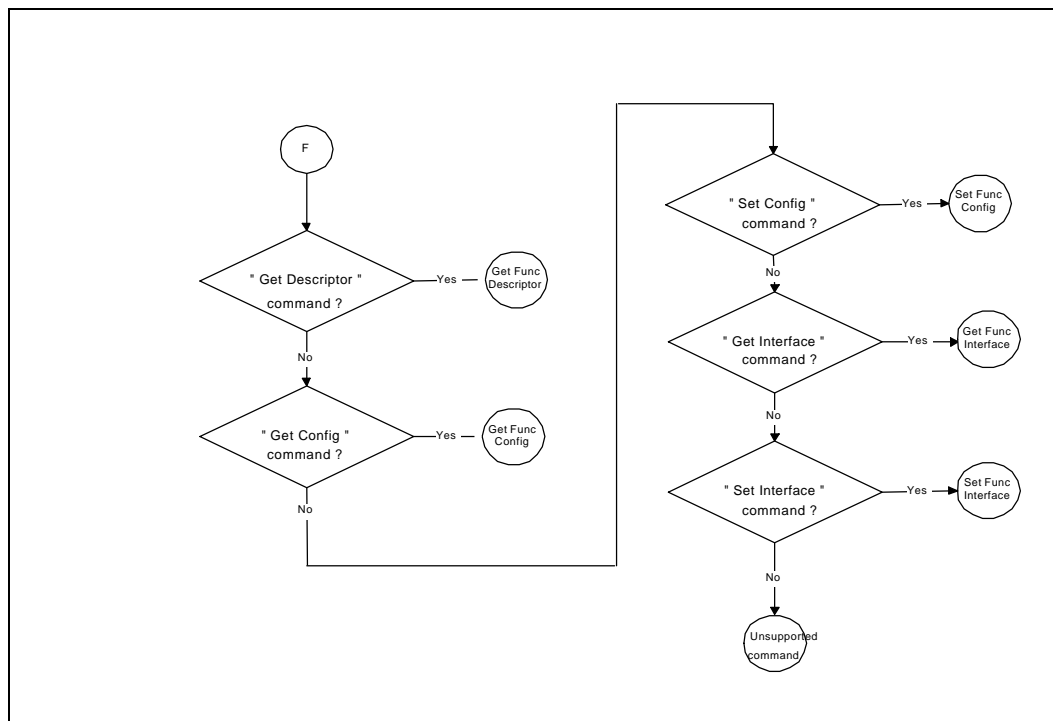 F
" Get Descriptor "
command ?
Yes
Get Func
Descriptor
No
" Get Config "
command ?
Yes
Get Func
Config
No
" Set Config "
command ?
Yes
Set Func
Config
No
" Get Interface "
command ?
Yes
Get Func
Interface
No
" Set Interface "
command ?
Yes
Set Func
Interface
No
Unsupported
command